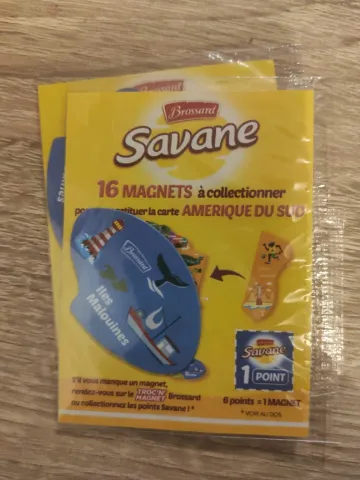 Brossard
Savane
16 MAGNETS à collectionner
la carte AMERIQUE DU SUD
Brossard
Iles
Malouines
Savane
1 POINT
S'il vous manque un magnet,
rendez-vous sur le TROC'N MAGNET Brossard
ou collectionnez les points Savane ! *
6 points = 1 MAGNET
* VOIR AU DOS